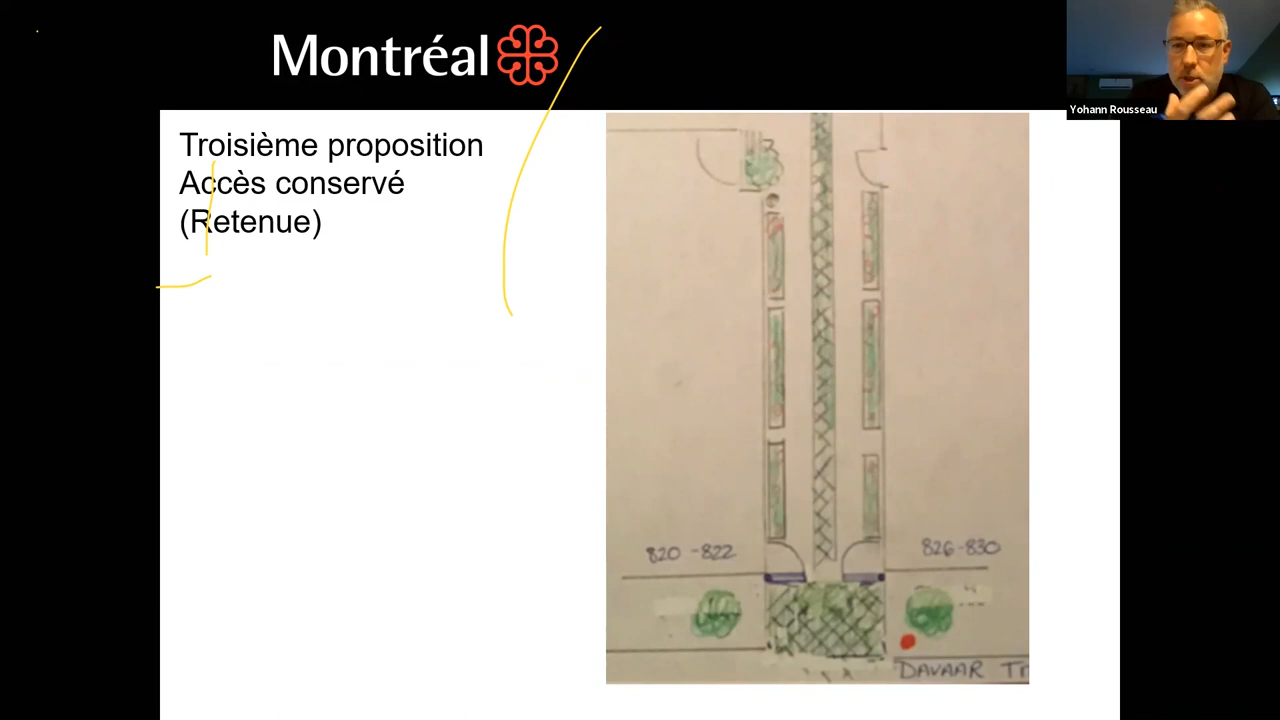 Montréal
Yohann Rousseau
Troisième proposition
Accès conservé
(Retenue)
820 - 822
826-830
DAVAAR